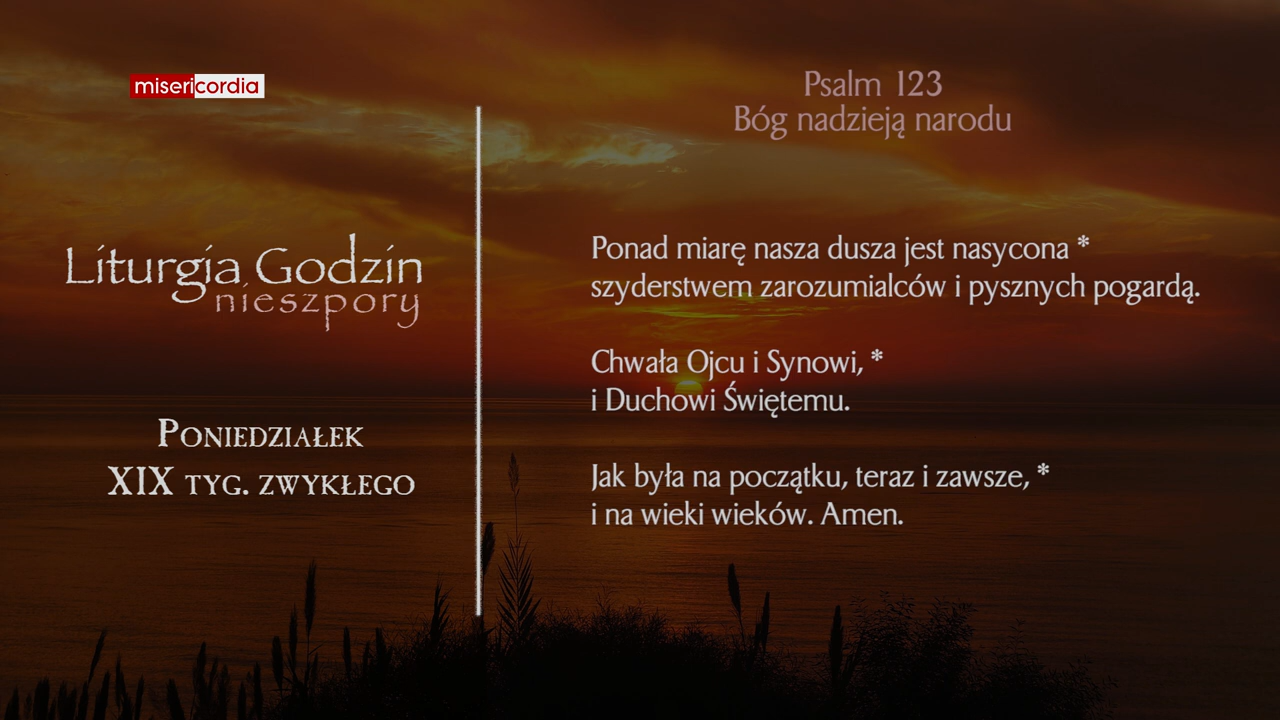 misericordia
Liturgia Godzin
nieszpory
Poniedziałek
XIX tyg. zwykłego
Psalm 123
Bóg nadzieją narodu
Ponad miarę nasza dusza jest nasycona *
szyderstwem zarozumialców i pysznych pogardą.
Chwała Ojcu i Synowi, *
i Duchowi Świętemu.
Jak była na początku, teraz i zawsze, *
i na wieki wieków. Amen.